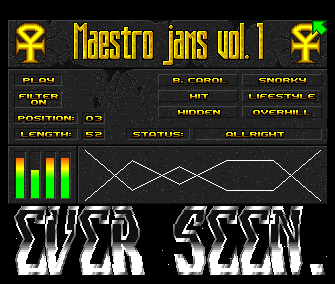 Maestro jams vol. 1
PLAY B. CAROL SNORKY
FILTER ON HIT LIFESTYLE
POSITION: 03 HIDDEN OVERHILL
LENGTH: 52 STATUS: ALLRIGHT
EVER SEEN.